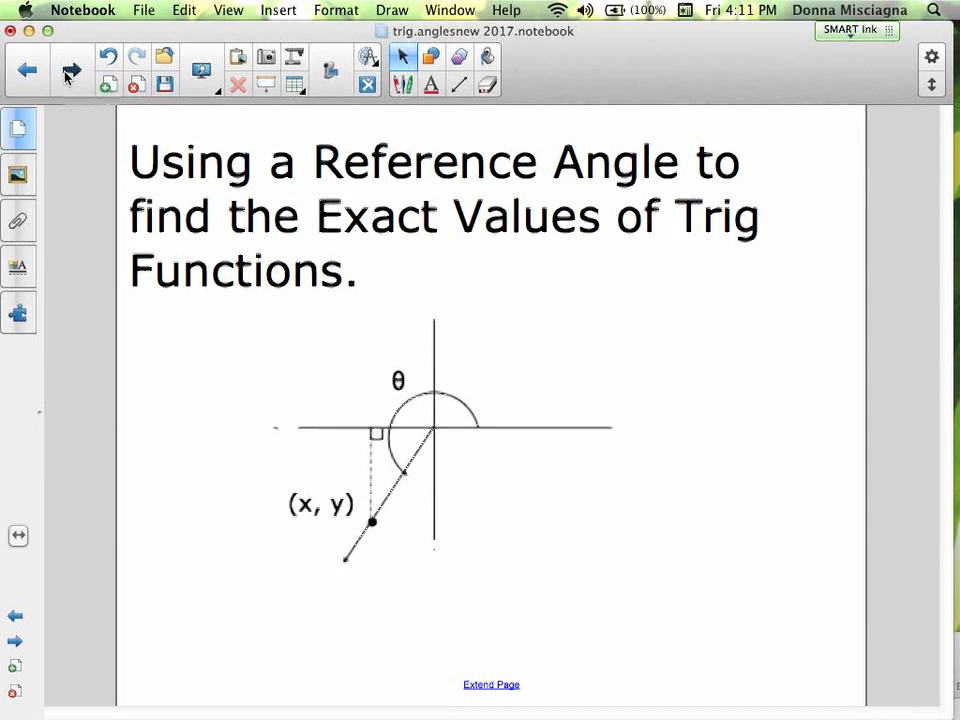 Notebook File Edit View Insert Format Draw Window Help (100%) Fri 4:11 PM Donna Misciagna
trig.anglesnew 2017.notebook
SMART Ink
Using a Reference Angle to
find the Exact Values of Trig
Functions.
θ
(x, y)
Extend Page